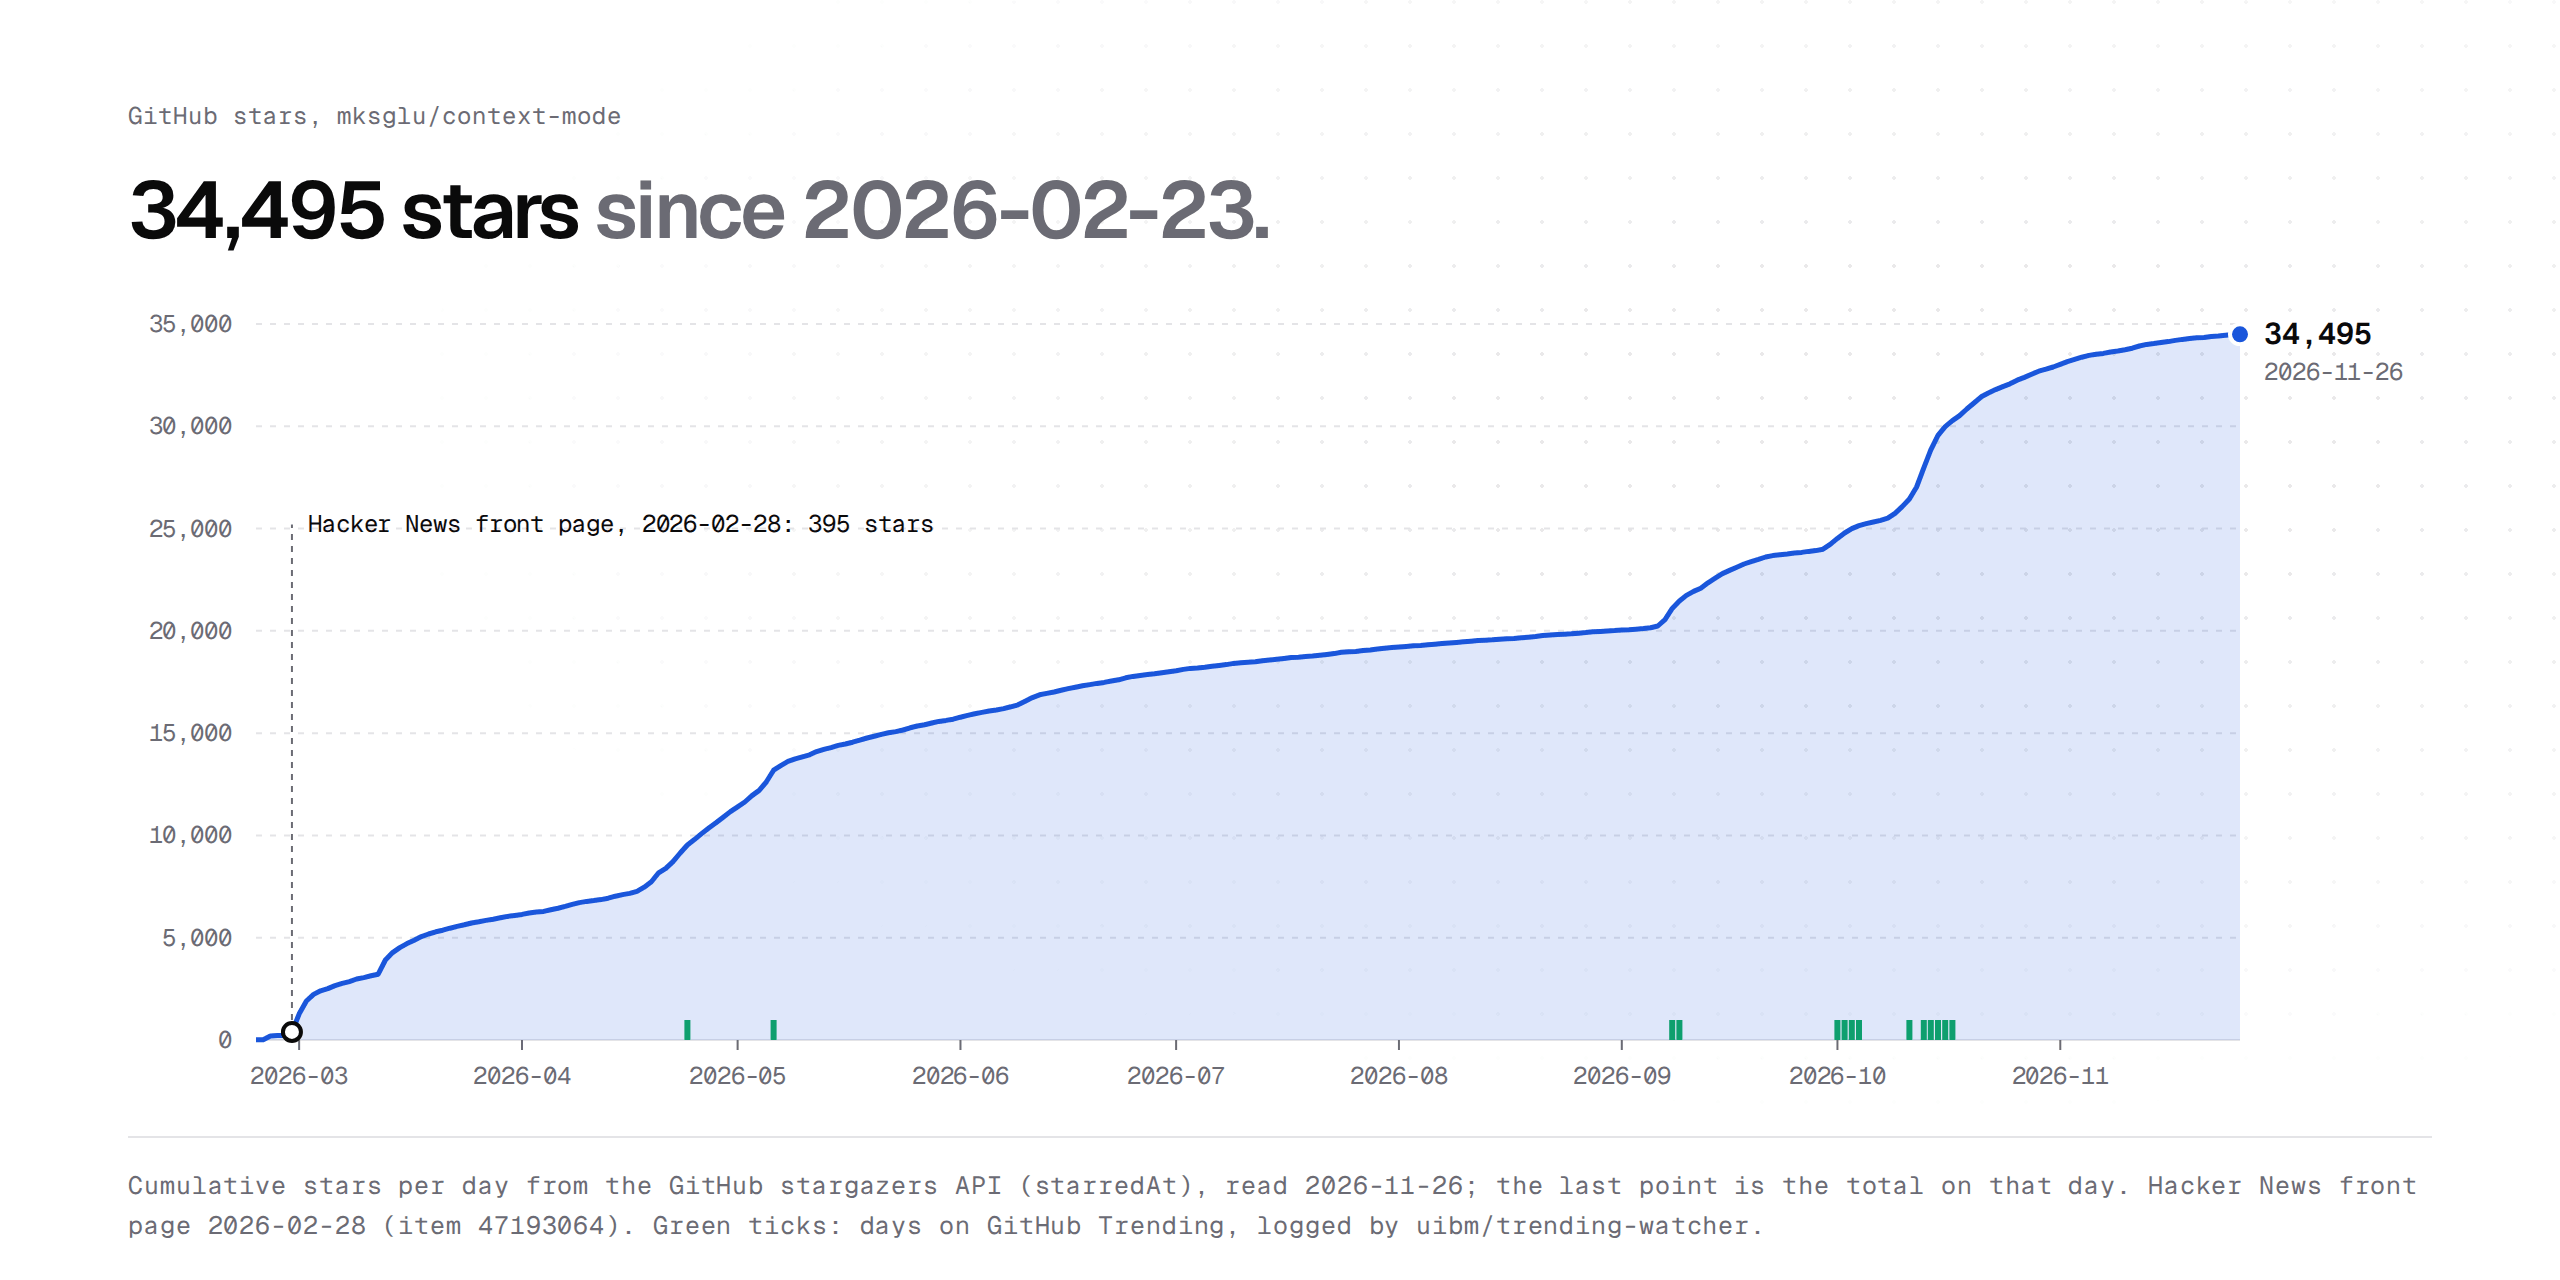 GitHub stars, mksglu/context-mode
34,495 stars since 2026-02-23.
35,000
34,495
2026-11-26
30,000
25,000
Hacker News front page, 2026-02-28: 395 stars
20,000
15,000
10,000
5,000
0
2026-03 2026-04 2026-05 2026-06 2026-07 2026-08 2026-09 2026-10 2026-11
Cumulative stars per day from the GitHub stargazers API (starredAt), read 2026-11-26; the last point is the total on that day. Hacker News front
page 2026-02-28 (item 47193064). Green ticks: days on GitHub Trending, logged by uibm/trending-watcher.